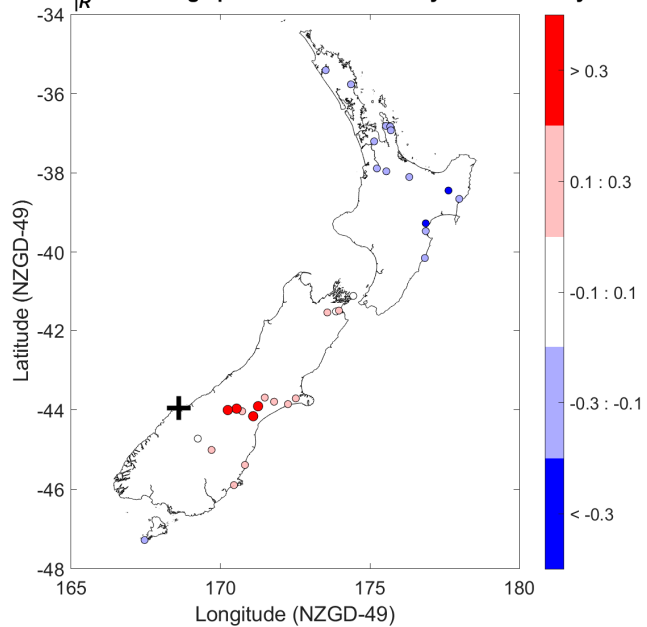 -34
-36
-38
-40
-42
-44
-46
-48
165
170
175
180
Latitude (NZGD-49)
Longitude (NZGD-49)
> 0.3
0.1 : 0.3
-0.1 : 0.1
-0.3 : -0.1
< -0.3